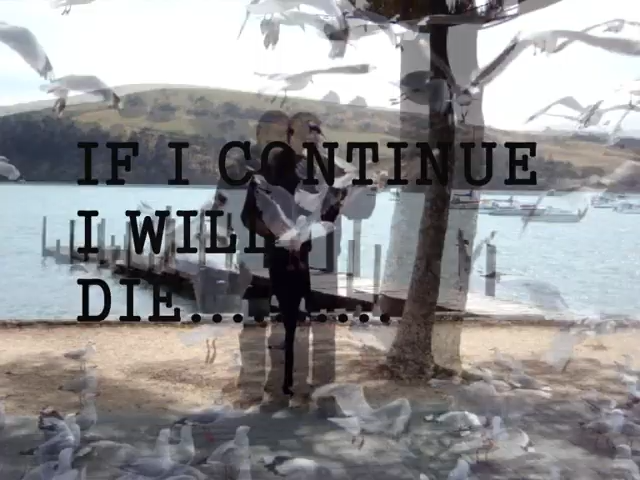 IF I CONTINUE
I WILL
DIE...........